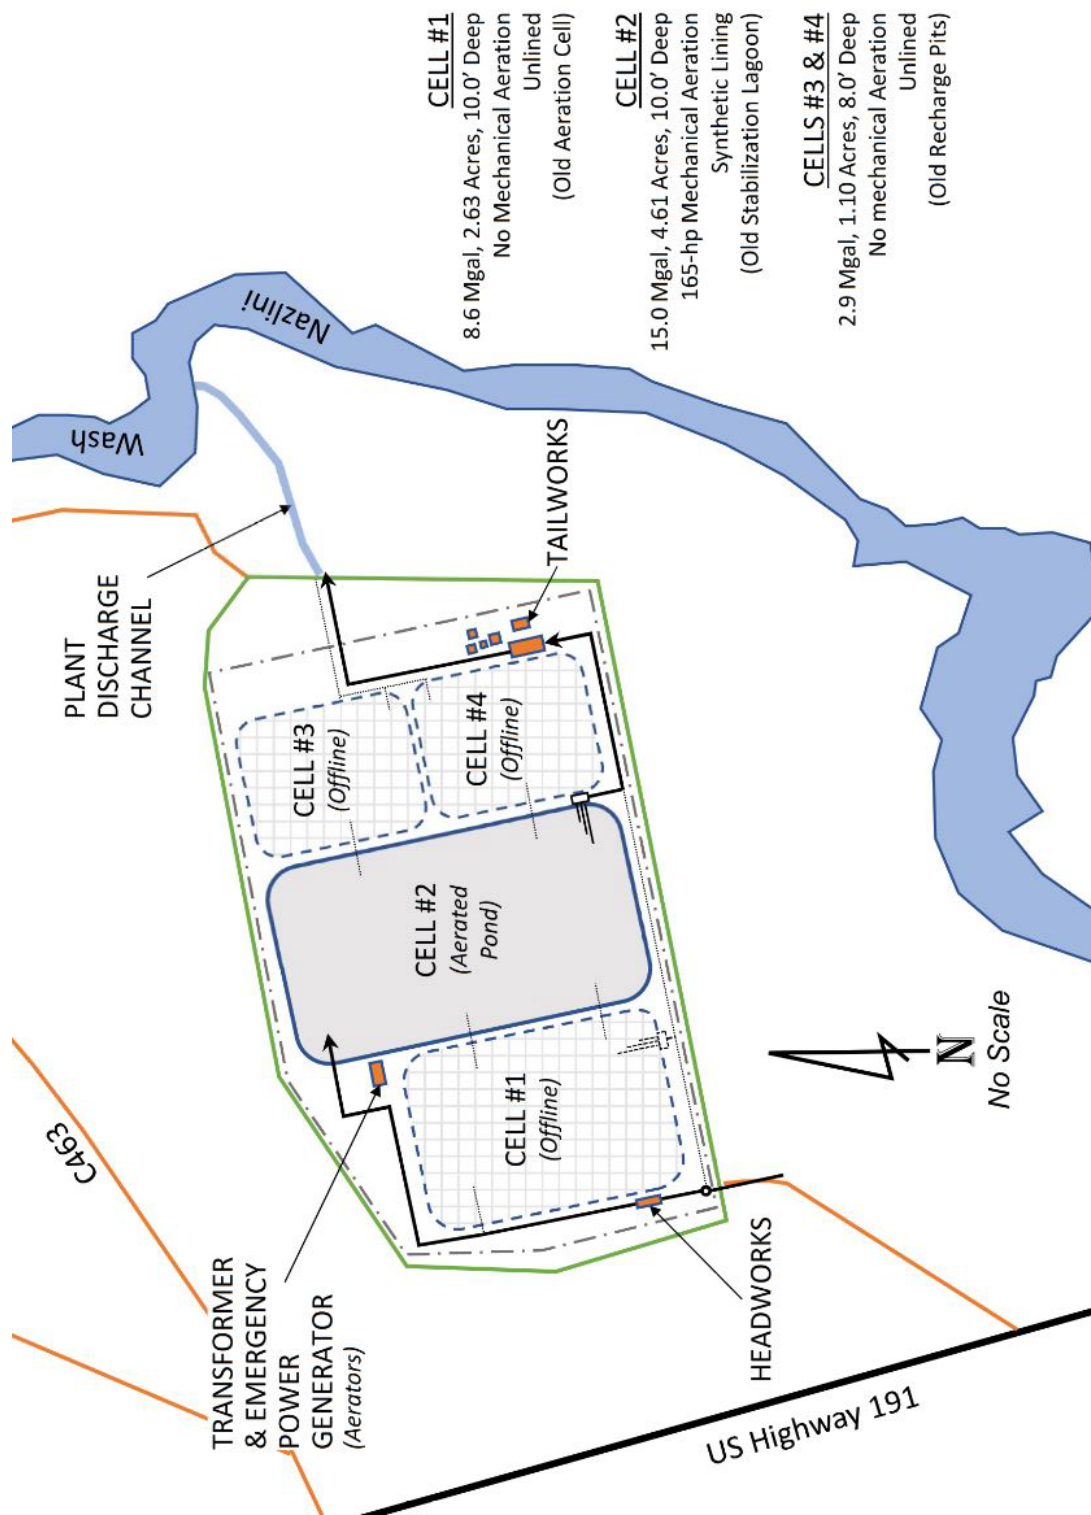 C463
PLANT
DISCHARGE
CHANNEL
Wash
Nazlini
TRANSFORMER
& EMERGENCY
POWER
GENERATOR
(Aerators)
CELL #3
(Offline)
CELL #2
(Aerated
Pond)
CELL #4
(Offline)
CELL #1
(Offline)
TAILWORKS
HEADWORKS
US Highway 191
N
No Scale
CELL #1
8.6 Mgal, 2.63 Acres, 10.0’ Deep
No Mechanical Aeration
Unlined
(Old Aeration Cell)
CELL #2
15.0 Mgal, 4.61 Acres, 10.0’ Deep
165-hp Mechanical Aeration
Synthetic Lining
(Old Stabilization Lagoon)
CELLS #3 & #4
2.9 Mgal, 1.10 Acres, 8.0’ Deep
No mechanical Aeration
Unlined
(Old Recharge Pits)